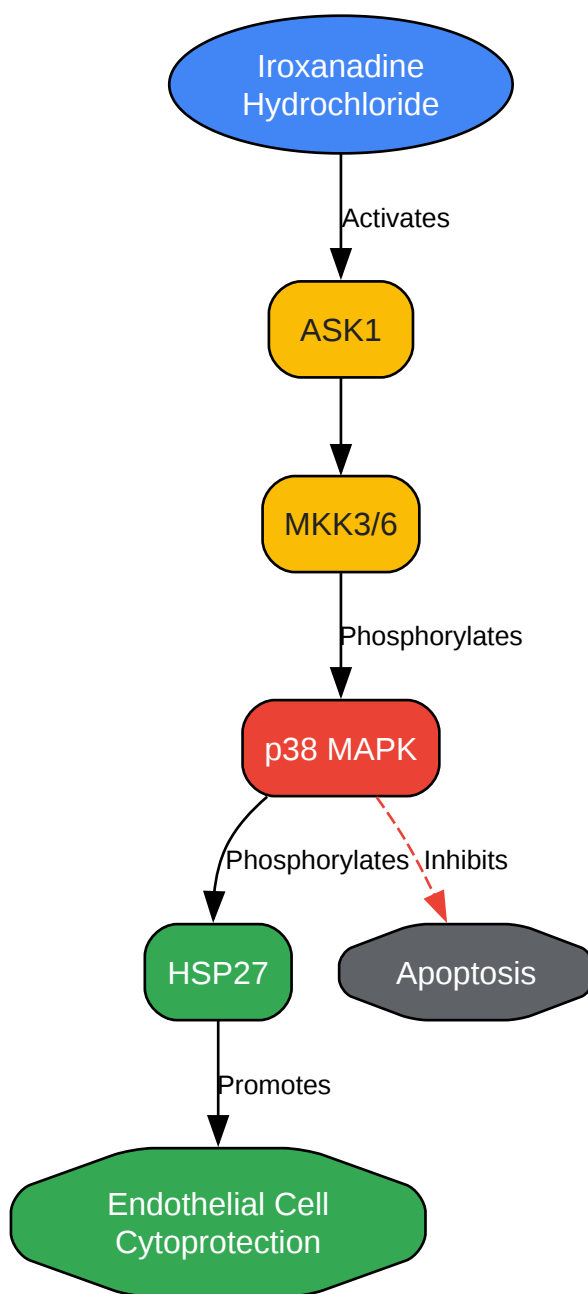 Iroxanadine
Hydrochloride
Activates
ASK1
MKK3/6
Phosphorylates
p38 MAPK
Phosphorylates
Inhibits
HSP27
Apoptosis
Promotes
Endothelial Cell
Cytoprotection